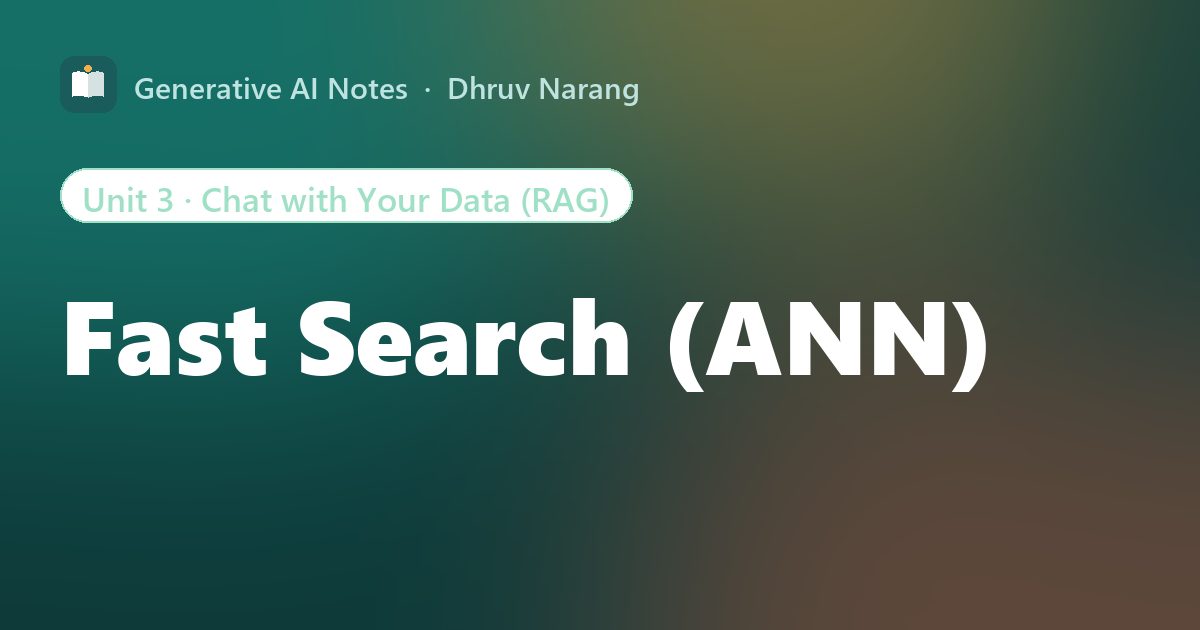 Generative AI Notes · Dhruv Narang
Unit 3 · Chat with Your Data (RAG)
Fast Search (ANN)